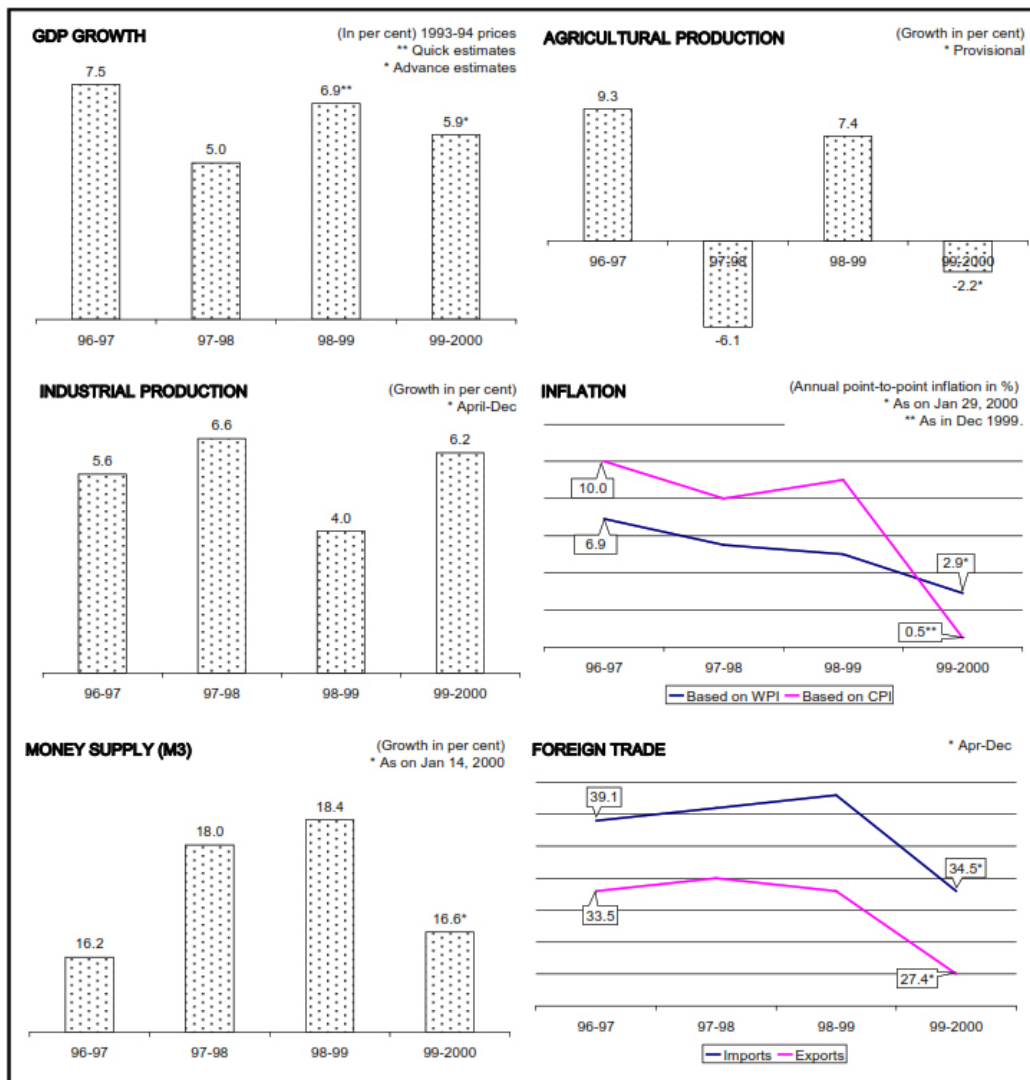 GDP GROWTH
(In per cent) 1993-94 prices
** Quick estimates
* Advance estimates
7.5
5.0
6.9**
5.9*
96-97
97-98
98-99
99-2000
AGRICULTURAL PRODUCTION
(Growth in per cent)
* Provisional
9.3
7.4
96-97
97-98
98-99
99-2000
-2.2*
-6.1
INDUSTRIAL PRODUCTION
(Growth in per cent)
* April-Dec
5.6
6.6
4.0
6.2
96-97
97-98
98-99
99-2000
INFLATION
(Annual point-to-point inflation in %)
* As on Jan 29, 2000
** As in Dec 1999.
10.0
6.9
2.9*
0.5**
96-97
97-98
98-99
99-2000
Based on WPI
Based on CPI
MONEY SUPPLY (M3)
(Growth in per cent)
* As on Jan 14, 2000
16.2
18.0
18.4
16.6*
96-97
97-98
98-99
99-2000
FOREIGN TRADE
* Apr-Dec
39.1
34.5*
33.5
27.4*
96-97
97-98
98-99
99-2000
Imports
Exports